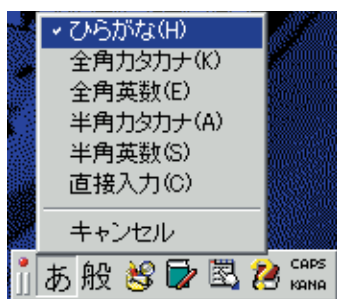 ひらがな(H)
全角カタカナ(K)
全角英数(E)
半角カタカナ(A)
半角英数(S)
直接入力(C)
キャンセル
あ 般 CAPS
KANA